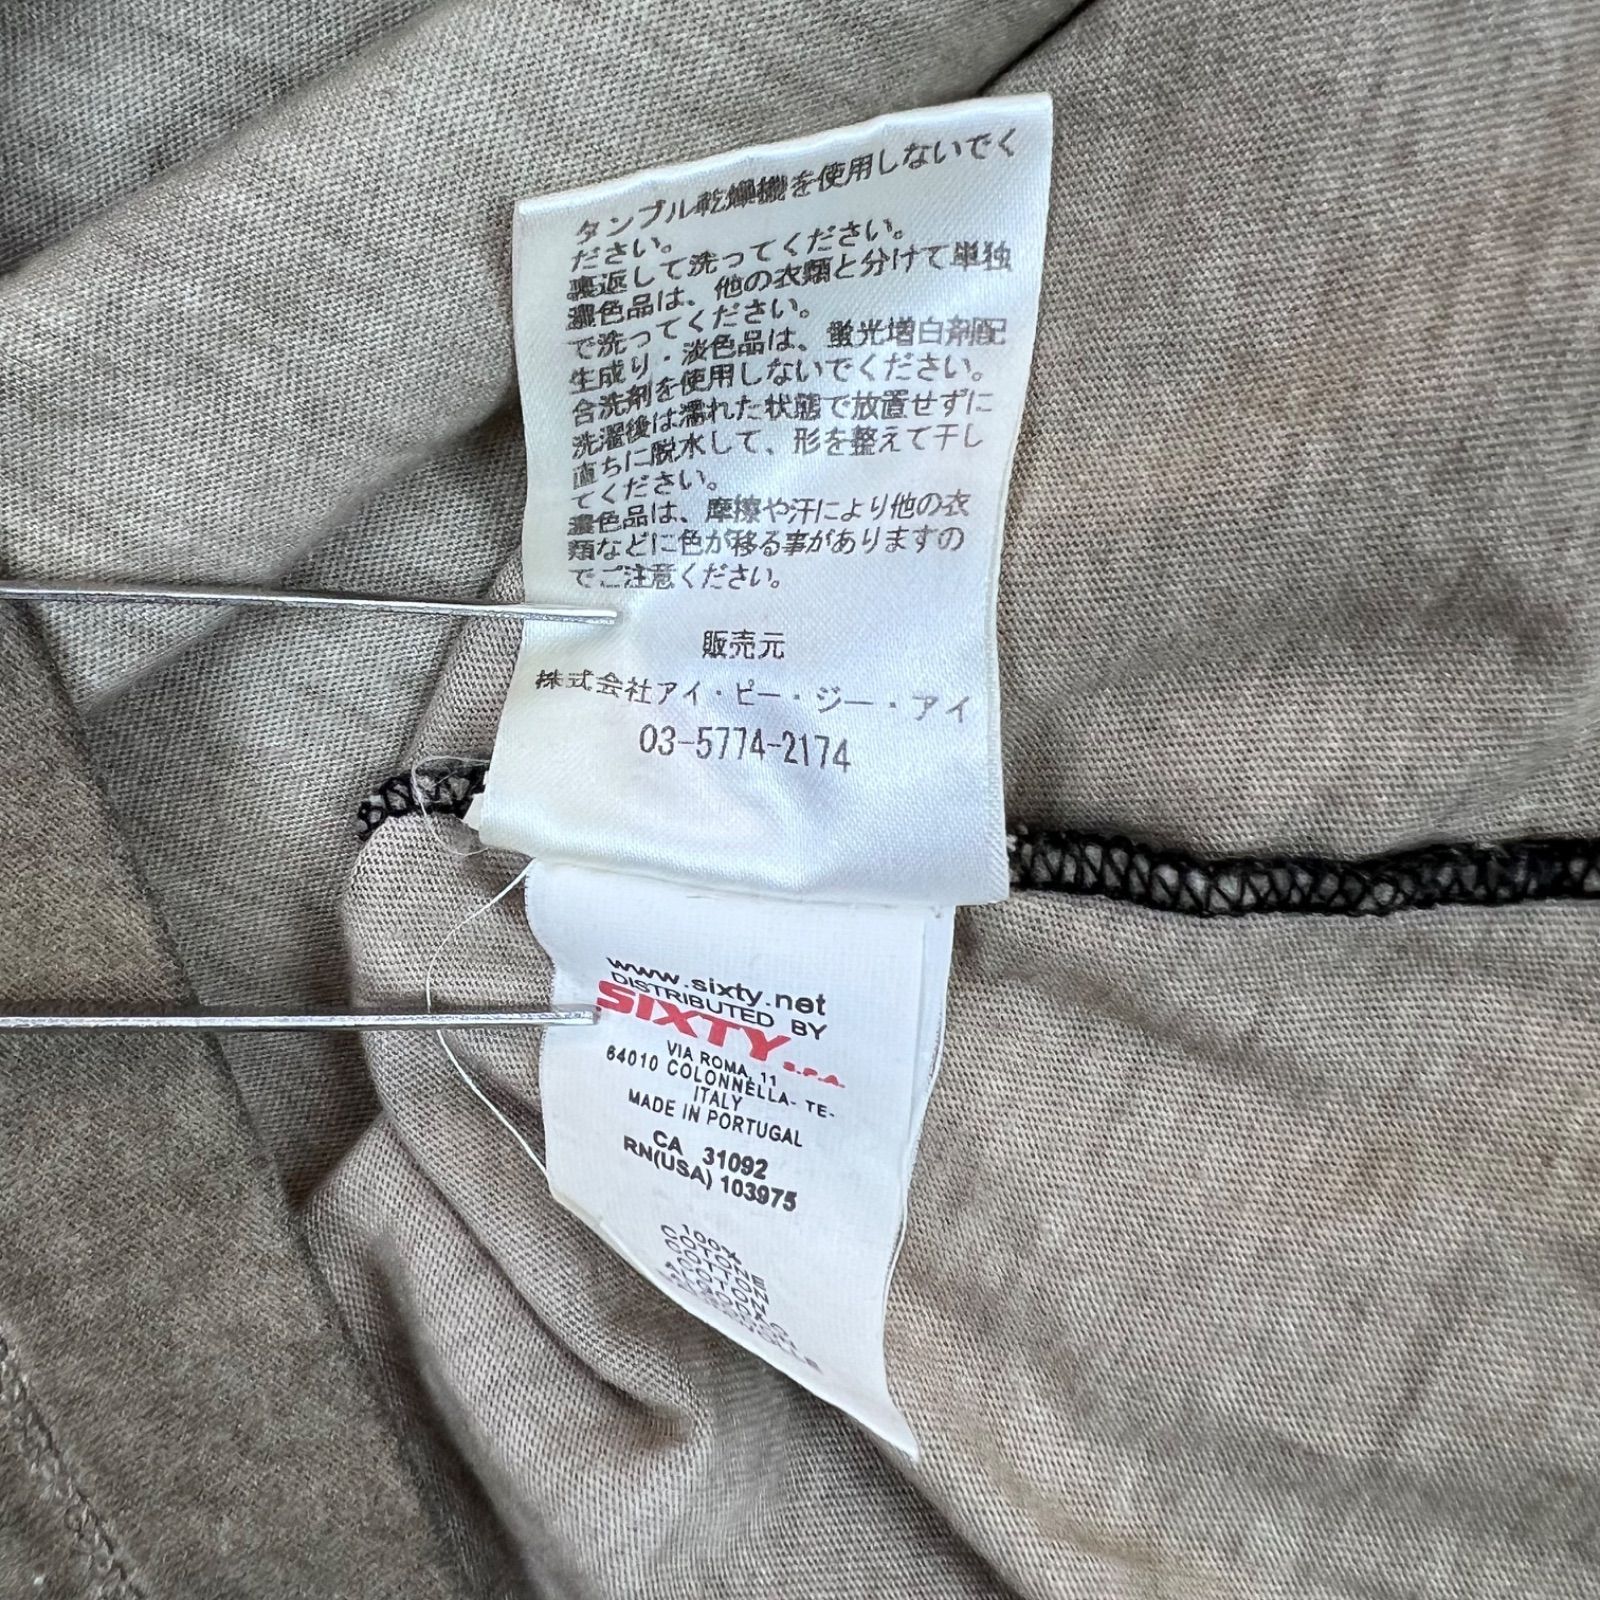 タンブル乾燥機を使用しないでく
ださい。
裏返して洗ってください。
濃色品は、他の衣類と分けて単独
で洗ってください。
生成り・淡色品は、蛍光増白剤配
合洗剤を使用しないでください。
洗濯後は濡れた状態で放置せずに
直ちに脱水して、形を整えて干し
てください。
濃色品は、摩擦や汗により他の衣
類などに色が移る事がありますの
でご注意ください。
販売元
株式会社アイ・ピー・ジー・アイ
03-5774-2174
www.sixty.net
DISTRIBUTED BY
SIXTY S.P.A.
VIA ROMA, 11
64010 COLONNELLA- TE-
ITALY
MADE IN PORTUGAL
CA 31092
RN(USA) 103975
100%
COTONE
COTTON
COTON